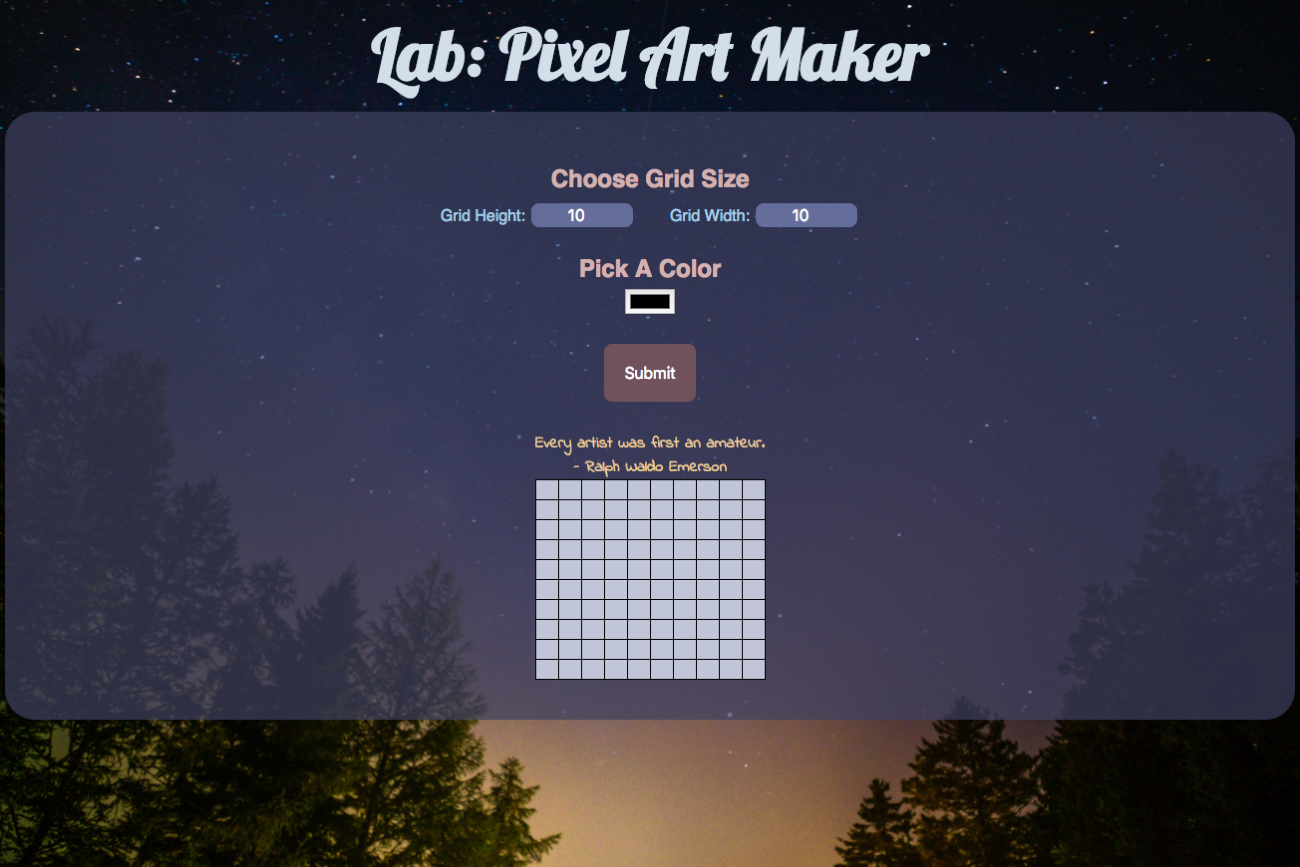 Lab: Pixel Art Maker
Choose Grid Size
Grid Height: 10 Grid Width: 10
Pick A Color
Submit
Every artist was first an amateur.
- Ralph Waldo Emerson